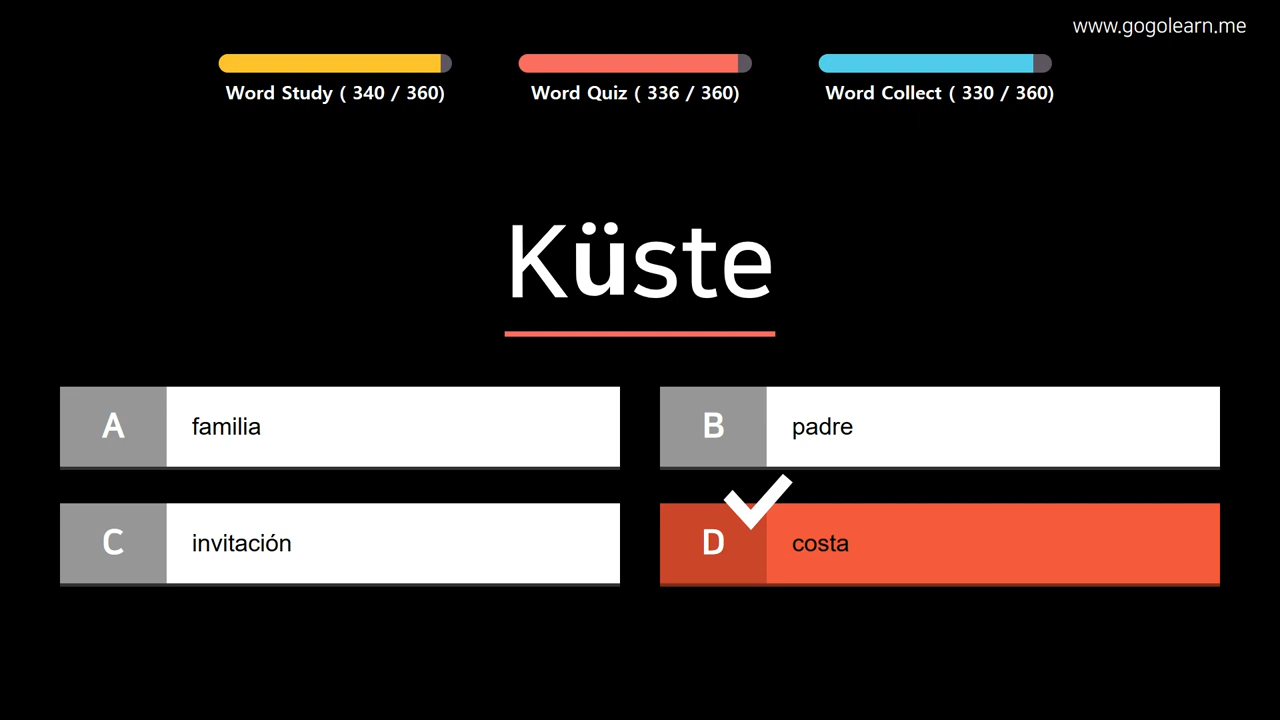 www.gogolearn.me
Word Study ( 340 / 360)
Word Quiz ( 336 / 360)
Word Collect ( 330 / 360)
Küste
A familia
B padre
C invitación
D costa